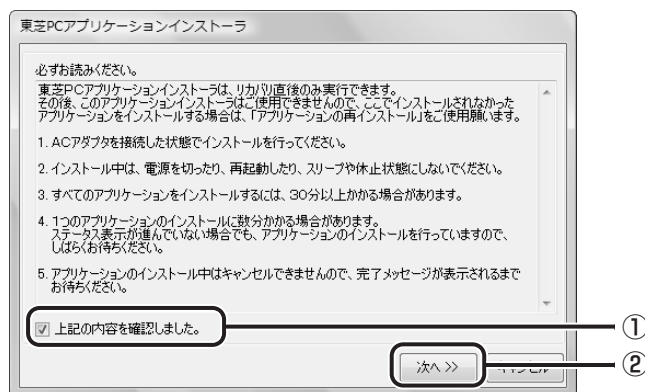 東芝PCアプリケーションインストーラ
必ずお読みください。
東芝PCアプリケーションインストーラは、リカバリ直後のみ実行できます。
その後、このアプリケーションインストーラはご使用できませんので、ここでインストールされなかった
アプリケーションをインストールする場合は、「アプリケーションの再インストール」をご使用願います。
1. ACアダプタを接続した状態でインストールを行ってください。
2. インストール中は、電源を切ったり、再起動したり、スリープや休止状態にしないでください。
3. すべてのアプリケーションをインストールするには、30分以上かかる場合があります。
4. 1つのアプリケーションのインストールに数分かかる場合があります。
ステータス表示が進んでいない場合でも、アプリケーションのインストールを行っていますので、
しばらくお待ちください。
5. アプリケーションのインストール中はキャンセルできませんので、完了メッセージが表示されるまで
お待ちください。
上記の内容を確認しました。
①
次へ >>
キャンセル
②